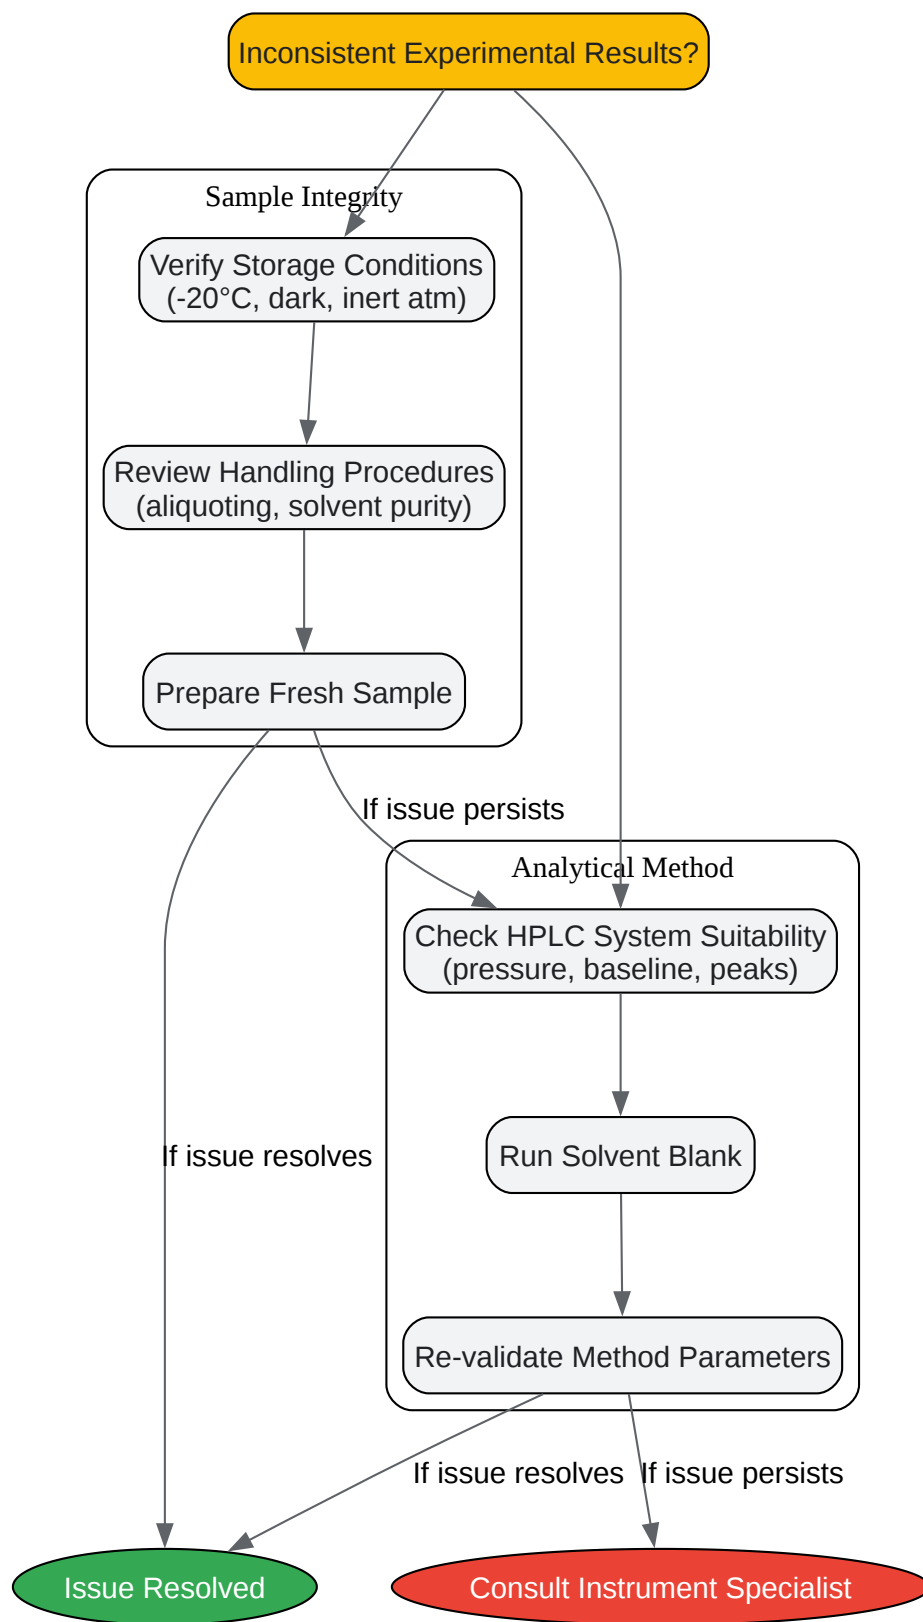 Inconsistent Experimental Results?
Sample Integrity
Verify Storage Conditions
(-20°C, dark, inert atm)
Review Handling Procedures
(aliquoting, solvent purity)
Prepare Fresh Sample
If issue persists
Analytical Method
Check HPLC System Suitability
(pressure, baseline, peaks)
If issue resolves
Run Solvent Blank
Re-validate Method Parameters
If issue resolves
If issue persists
Issue Resolved
Consult Instrument Specialist